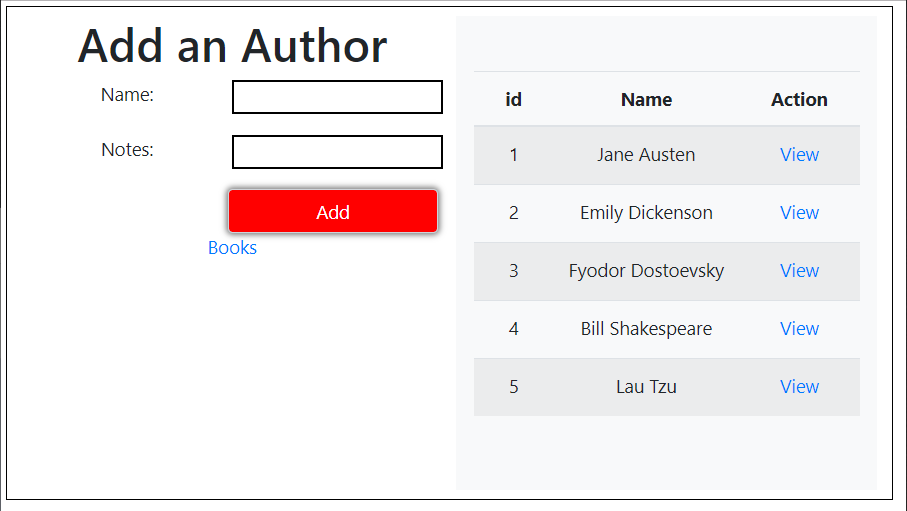 Add an Author
Name:
Notes:
Add
Books
id Name Action
1 Jane Austen View
2 Emily Dickenson View
3 Fyodor Dostoevsky View
4 Bill Shakespeare View
5 Lau Tzu View